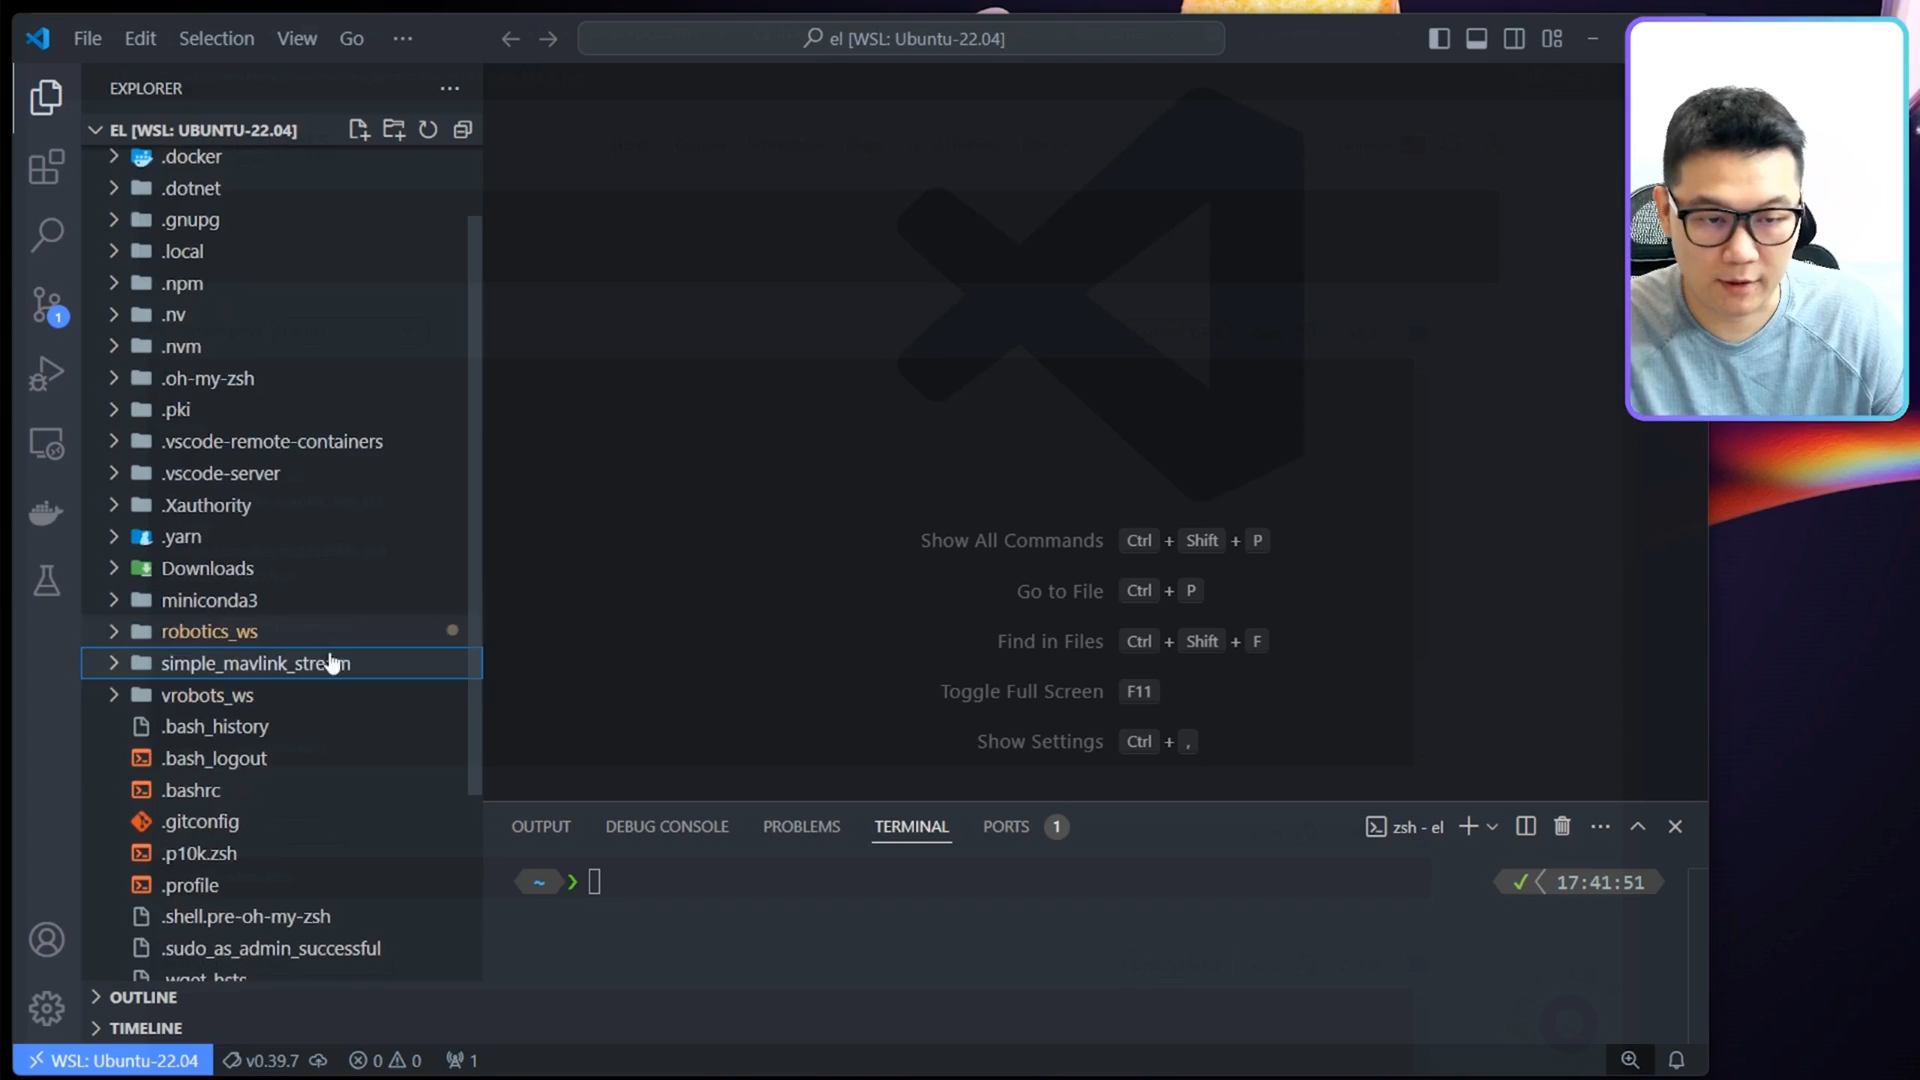 File Edit Selection View Go ···
el [WSL: Ubuntu-22.04]
EXPLORER
EL [WSL: UBUNTU-22.04]
.docker
.dotnet
.gnupg
.local
.npm
.nv
.nvm
.oh-my-zsh
.pki
.vscode-remote-containers
.vscode-server
.Xauthority
.yarn
Downloads
miniconda3
robotics_ws
simple_mavlink_stream
vrobots_ws
.bash_history
.bash_logout
.bashrc
.gitconfig
.p10k.zsh
.profile
.shell.pre-oh-my-zsh
.sudo_as_admin_successful
.wget-hsts
OUTLINE
TIMELINE
1
Show All Commands Ctrl + Shift + P
Go to File Ctrl + P
Find in Files Ctrl + Shift + F
Toggle Full Screen F11
Show Settings Ctrl + ,
OUTPUT DEBUG CONSOLE PROBLEMS TERMINAL PORTS 1
zsh - el
~ ❯
✓ 17:41:51
WSL: Ubuntu-22.04 v0.39.7 0 0 1